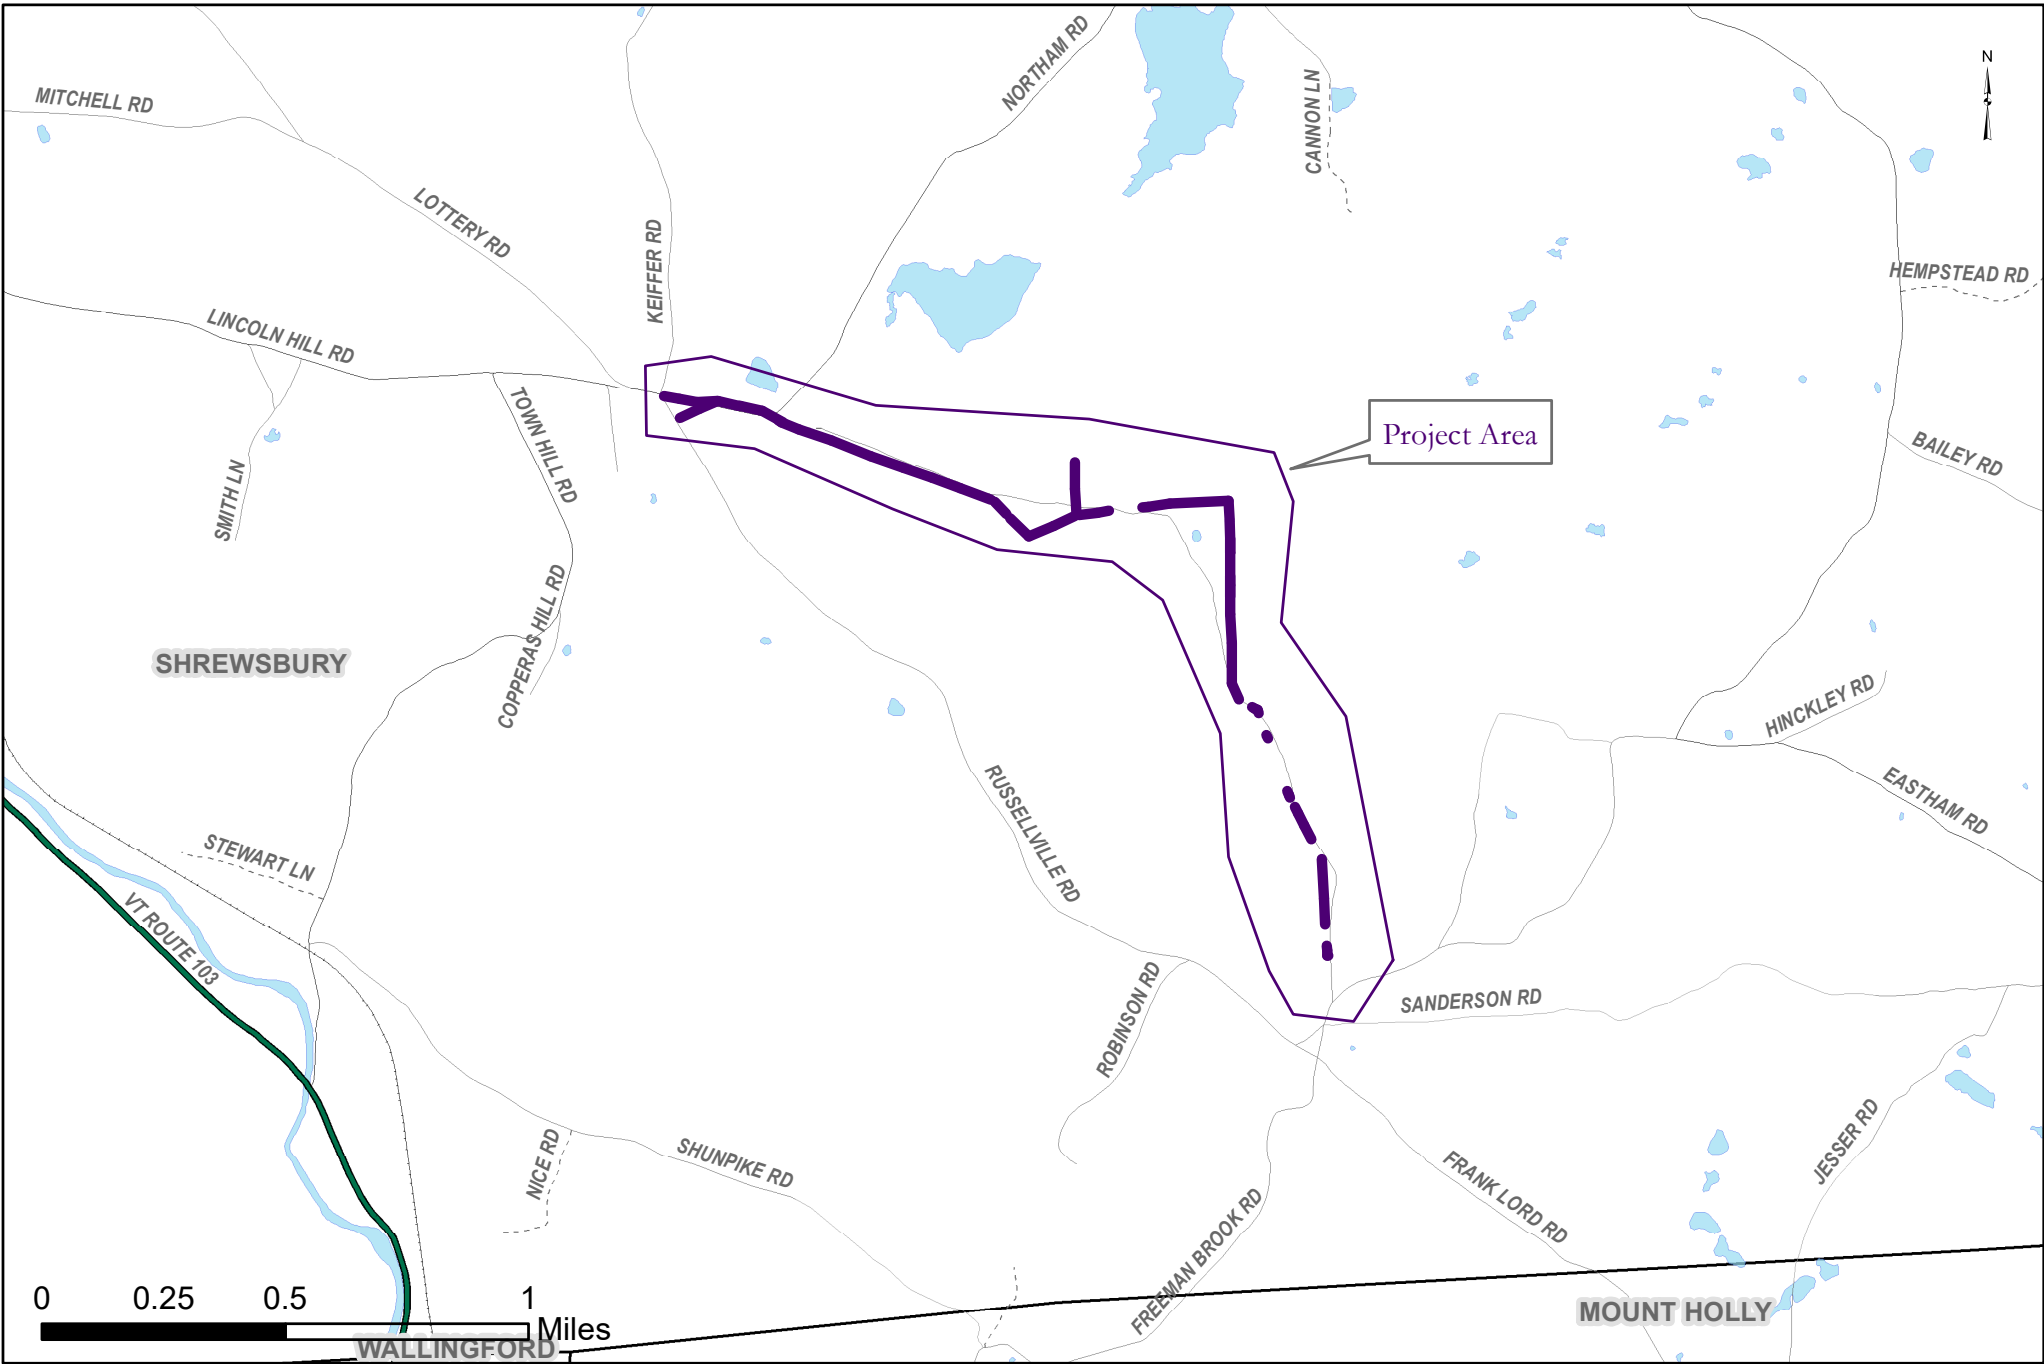 N
NORTHAM RD
CANNON LN
MITCHELL RD
LOTTERY RD
KEIFFER RD
HEMPSTEAD RD
LINCOLN HILL RD
TOWN HILL RD
Project Area
BAILEY RD
SMITH LN
COPPERAS HILL RD
SHREWSBURY
HINCKLEY RD
RUSSELLVILLE RD
EASTHAM RD
STEWART LN
VT ROUTE 103
ROBINSON RD
SANDERSON RD
NICE RD
SHUNPIKE RD
JESSER RD
FRANK LORD RD
FREEMAN BROOK RD
MOUNT HOLLY
0 0.25 0.5 1
Miles
WALLINGFORD